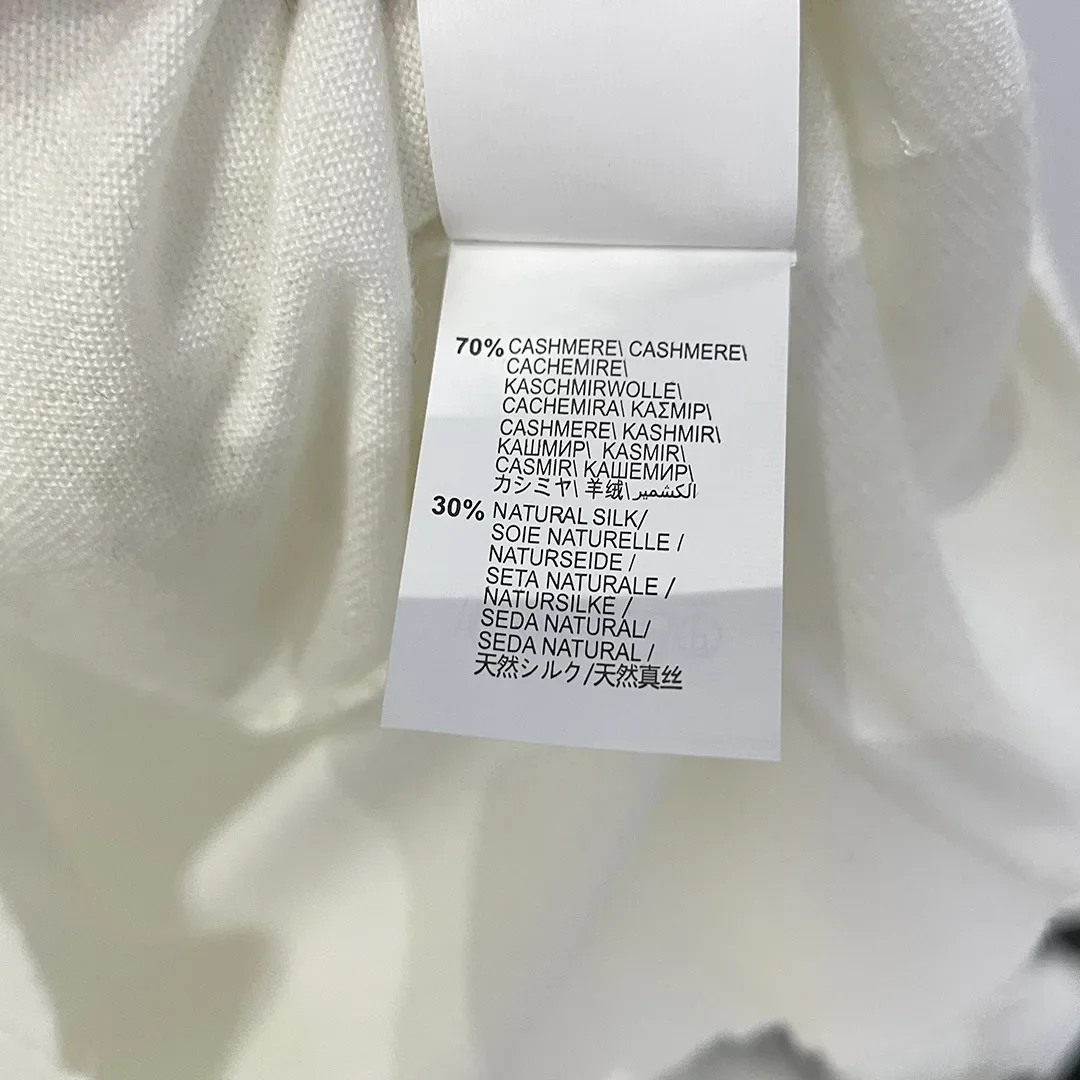 70% CASHMERE\ CASHMERE\
CACHEMIRE\
KASCHMIRWOLLE\
CACHEMIRA\ ΚΑΣΜΙΡ\
CASHMERE\ KASHMIR\
КАШМИР\ KASMIR\
CASMIR\ КАШЕМИР\
カシミヤ\ 羊绒\الكشمير
30% NATURAL SILK/
SOIE NATURELLE /
NATURSEIDE /
SETA NATURALE /
NATURSILKE /
SEDA NATURAL/
SEDA NATURAL /
天然シルク/天然真丝